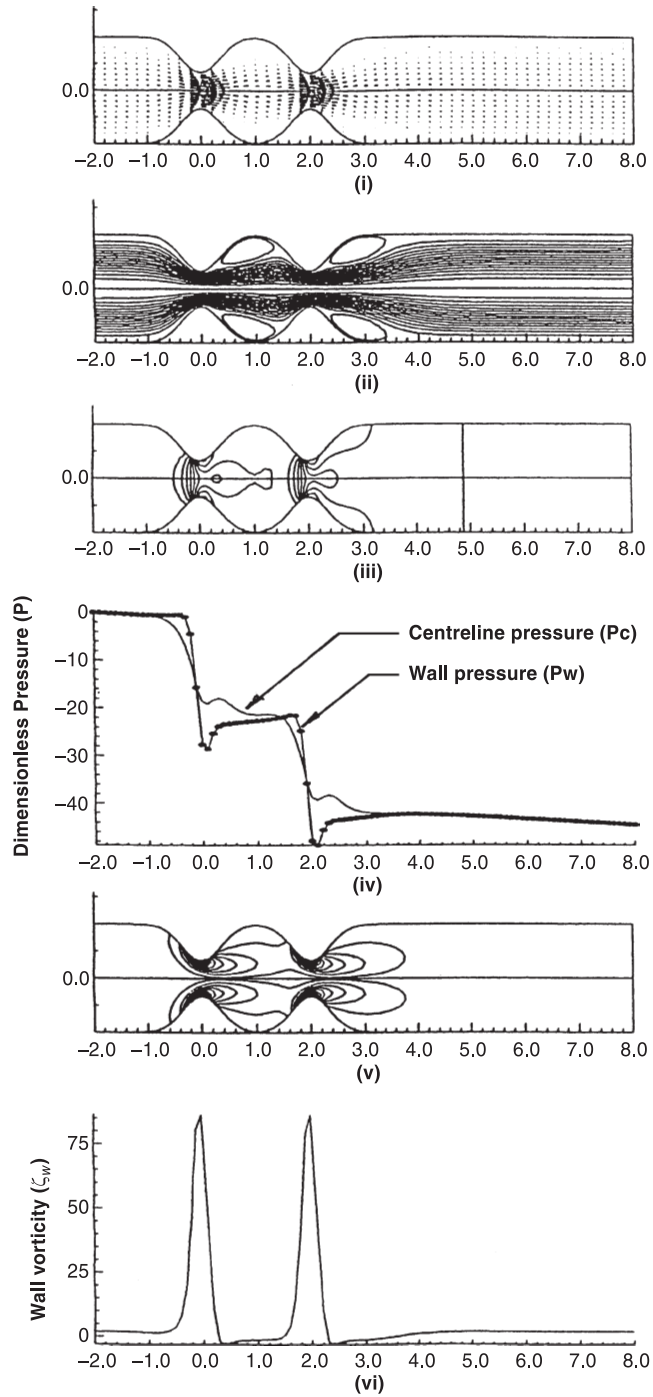 0.0
−2.0 −1.0 0.0 1.0 2.0 3.0 4.0 5.0 6.0 7.0 8.0
(i)
0.0
−2.0 −1.0 0.0 1.0 2.0 3.0 4.0 5.0 6.0 7.0 8.0
(ii)
0.0
−2.0 −1.0 0.0 1.0 2.0 3.0 4.0 5.0 6.0 7.0 8.0
(iii)
Dimensionless Pressure (P)
0
−10
−20
−30
−40
Centreline pressure (Pc)
Wall pressure (Pw)
−2.0 −1.0 0.0 1.0 2.0 3.0 4.0 5.0 6.0 7.0 8.0
(iv)
0.0
−2.0 −1.0 0.0 1.0 2.0 3.0 4.0 5.0 6.0 7.0 8.0
(v)
Wall vorticity (ζw)
75
50
25
0
−2.0 −1.0 0.0 1.0 2.0 3.0 4.0 5.0 6.0 7.0 8.0
(vi)